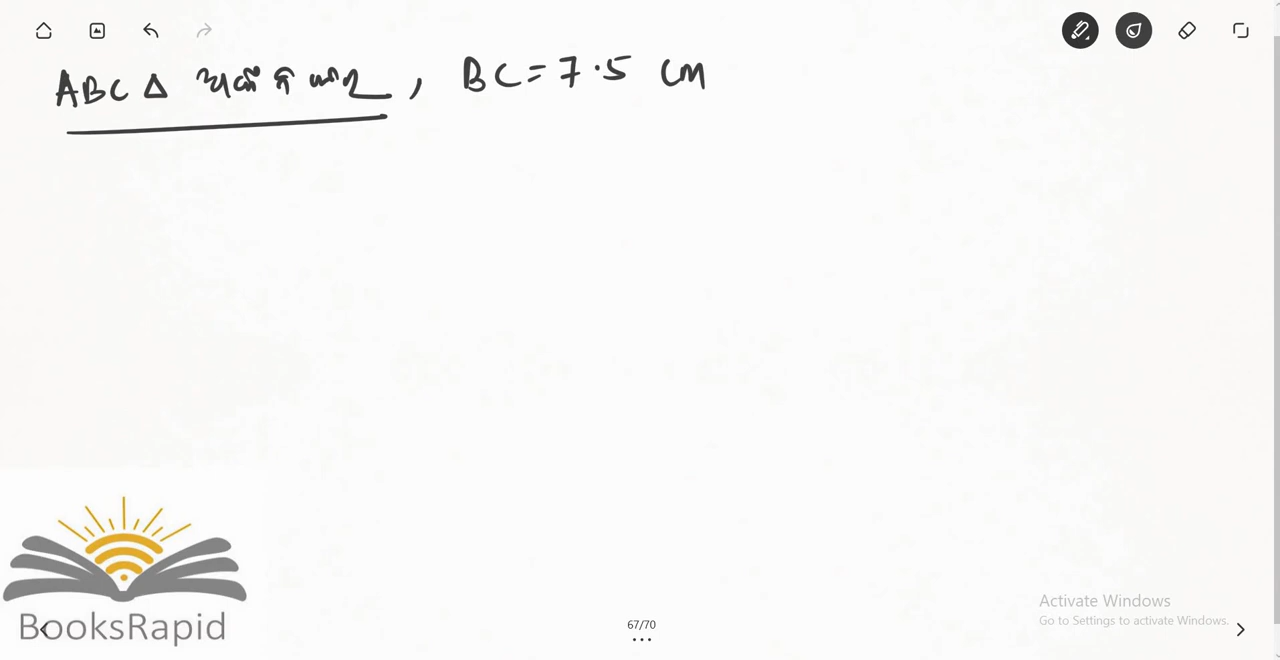 ABC Δ , BC = 7.5 cm
BooksRapid
Activate Windows
Go to Settings to activate Windows.
67/70